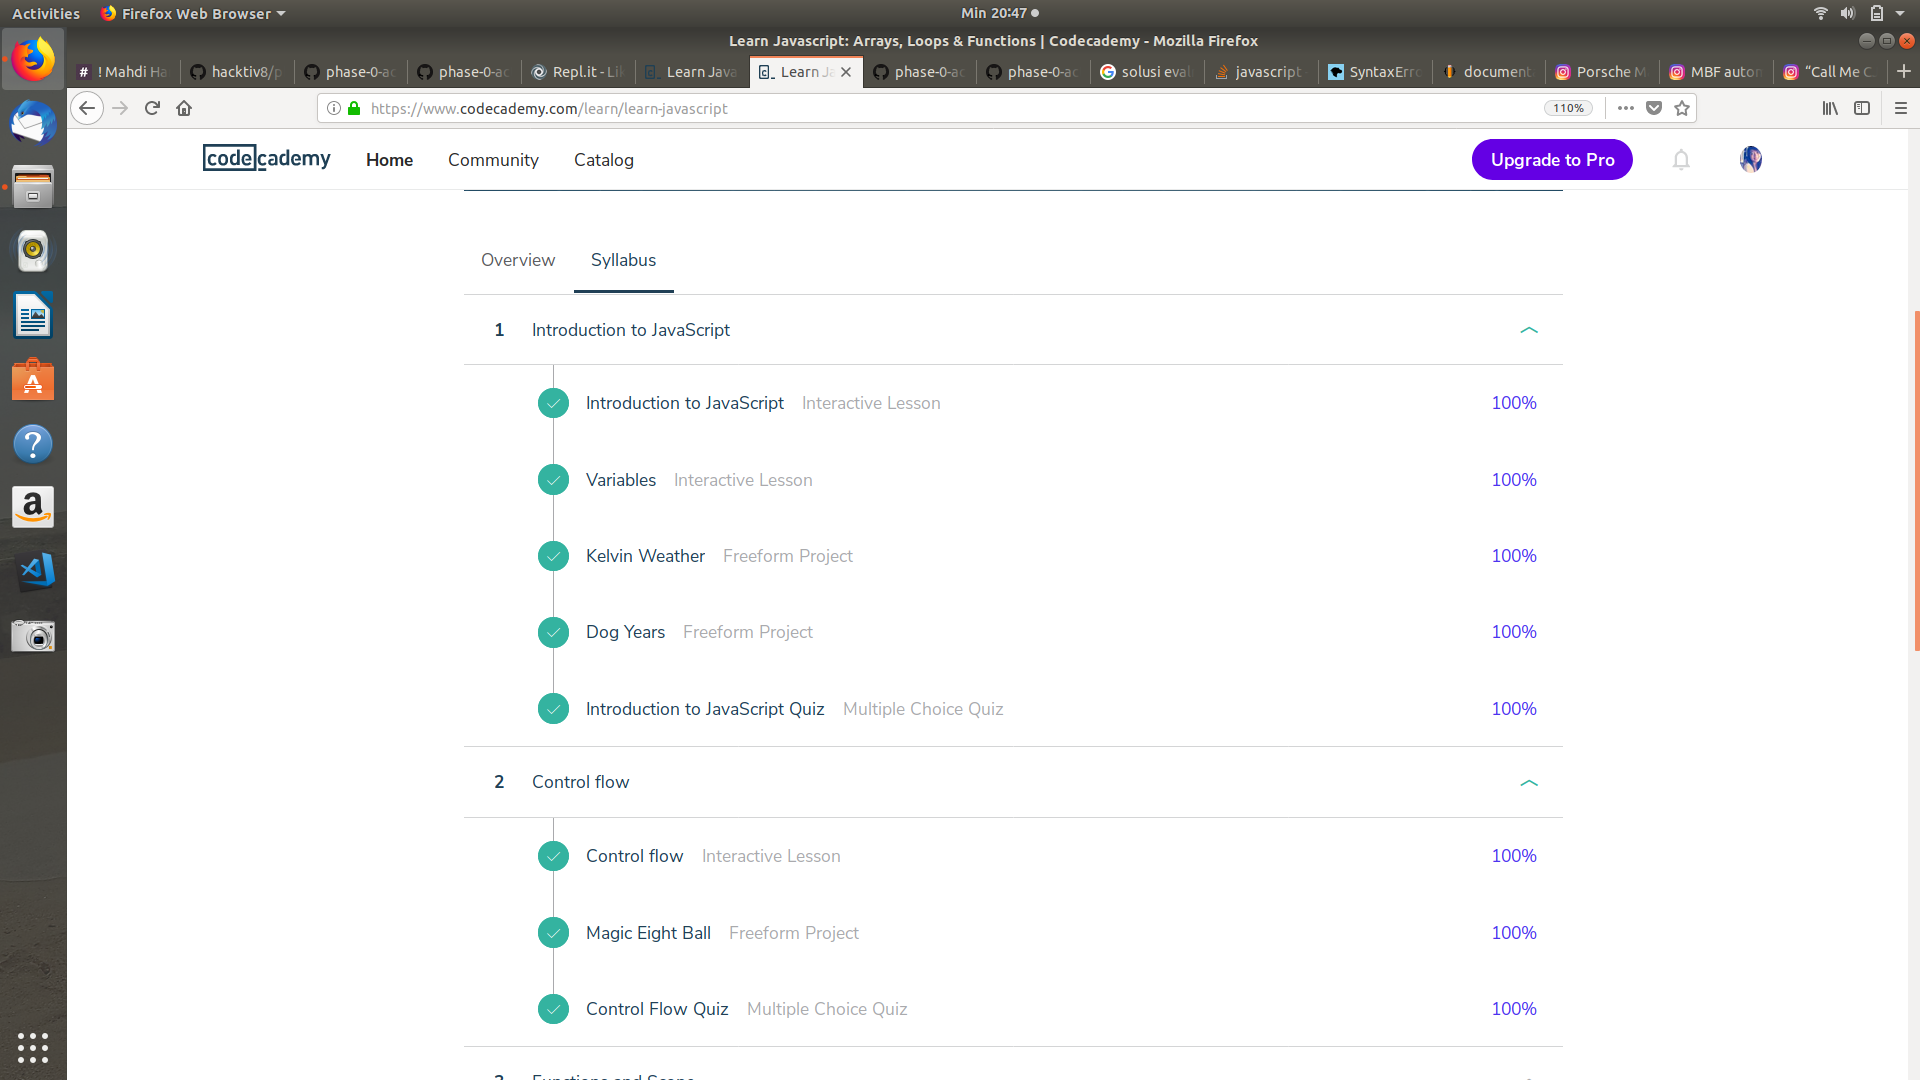 Activities Firefox Web Browser Min 20:47
Learn Javascript: Arrays, Loops & Functions | Codecademy - Mozilla Firefox
# ! Mahdi Ha hacktiv8/p phase-0-ac phase-0-ac Repl.it - Lik Learn Java Learn Ja phase-0-ac phase-0-ac solusi eval javascript SyntaxErro document Porsche M MBF auton “Call Me C
https://www.codecademy.com/learn/learn-javascript 110%
codecademy Home Community Catalog Upgrade to Pro
Overview Syllabus
1 Introduction to JavaScript
Introduction to JavaScript Interactive Lesson 100%
Variables Interactive Lesson 100%
Kelvin Weather Freeform Project 100%
Dog Years Freeform Project 100%
Introduction to JavaScript Quiz Multiple Choice Quiz 100%
2 Control flow
Control flow Interactive Lesson 100%
Magic Eight Ball Freeform Project 100%
Control Flow Quiz Multiple Choice Quiz 100%
3 Functions and Scope